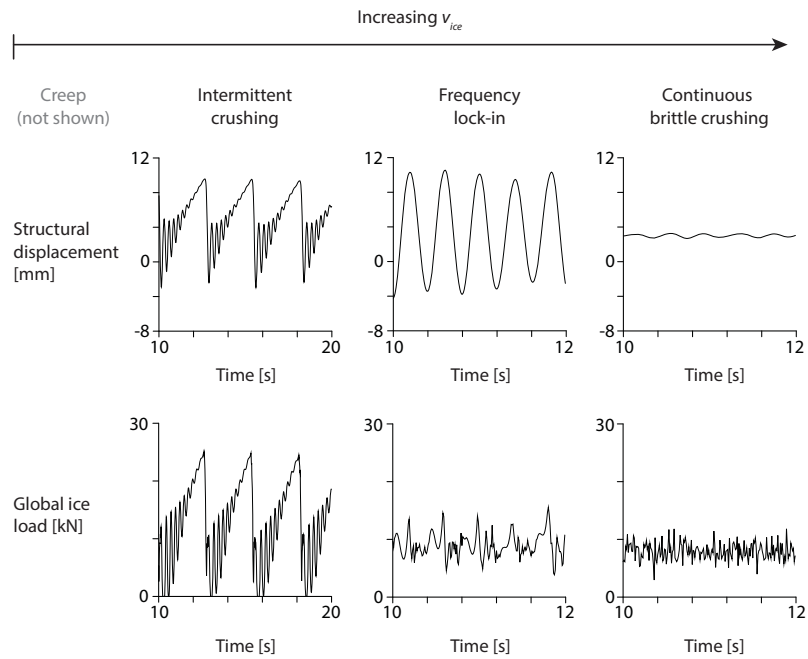 Increasing v_ice
Creep
(not shown)
Intermittent
crushing
Frequency
lock-in
Continuous
brittle crushing
Structural
displacement
[mm]
12
0
-8
10
20
Time [s]
12
0
-8
10
12
Time [s]
12
0
-8
10
12
Time [s]
Global ice
load [kN]
30
0
10
20
Time [s]
30
0
10
12
Time [s]
30
0
10
12
Time [s]